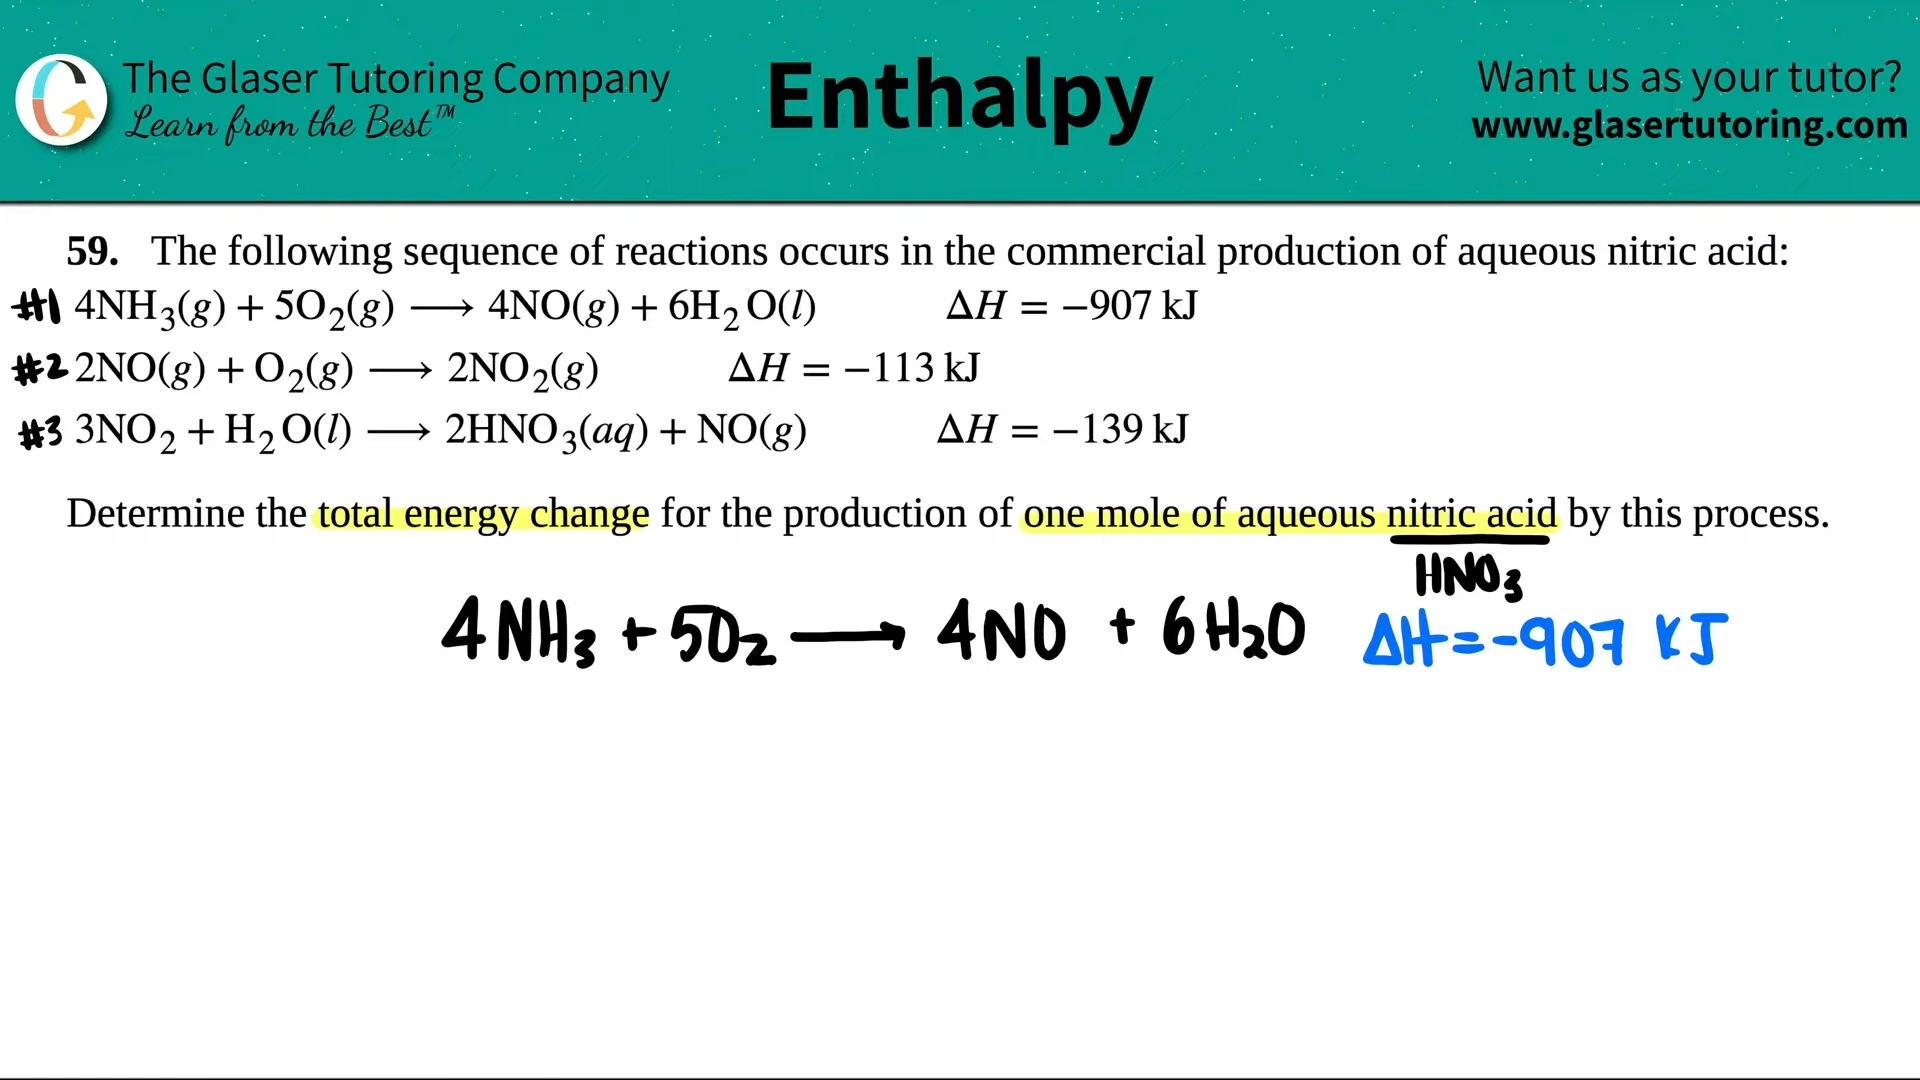 The Glaser Tutoring Company
Learn from the Best™
Enthalpy
Want us as your tutor?
www.glasertutoring.com
59. The following sequence of reactions occurs in the commercial production of aqueous nitric acid:
#1 4NH₃(g) + 5O₂(g) ⟶ 4NO(g) + 6H₂O(l) ΔH = −907 kJ
#2 2NO(g) + O₂(g) ⟶ 2NO₂(g) ΔH = −113 kJ
#3 3NO₂ + H₂O(l) ⟶ 2HNO₃(aq) + NO(g) ΔH = −139 kJ
Determine the total energy change for the production of one mole of aqueous nitric acid by this process.
HNO₃
4NH₃ + 5O₂ ⟶ 4NO + 6H₂O ΔH = -907 KJ